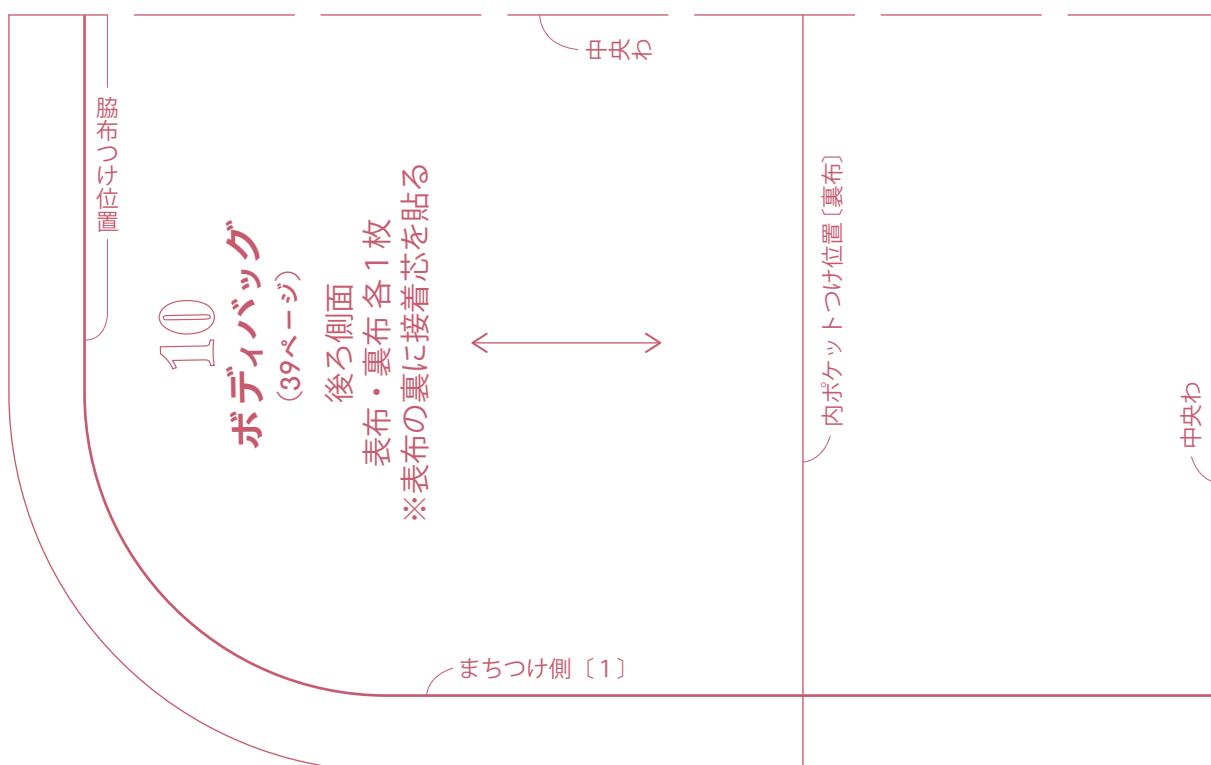 10
ボディバッグ
(39ページ)
後ろ側面
表布・裏布 各1枚
※表布の裏に接着芯を貼る
脇布つけ位置
中央わ
内ポケットつけ位置〔裏布〕
中央わ
まちつけ側〔1〕